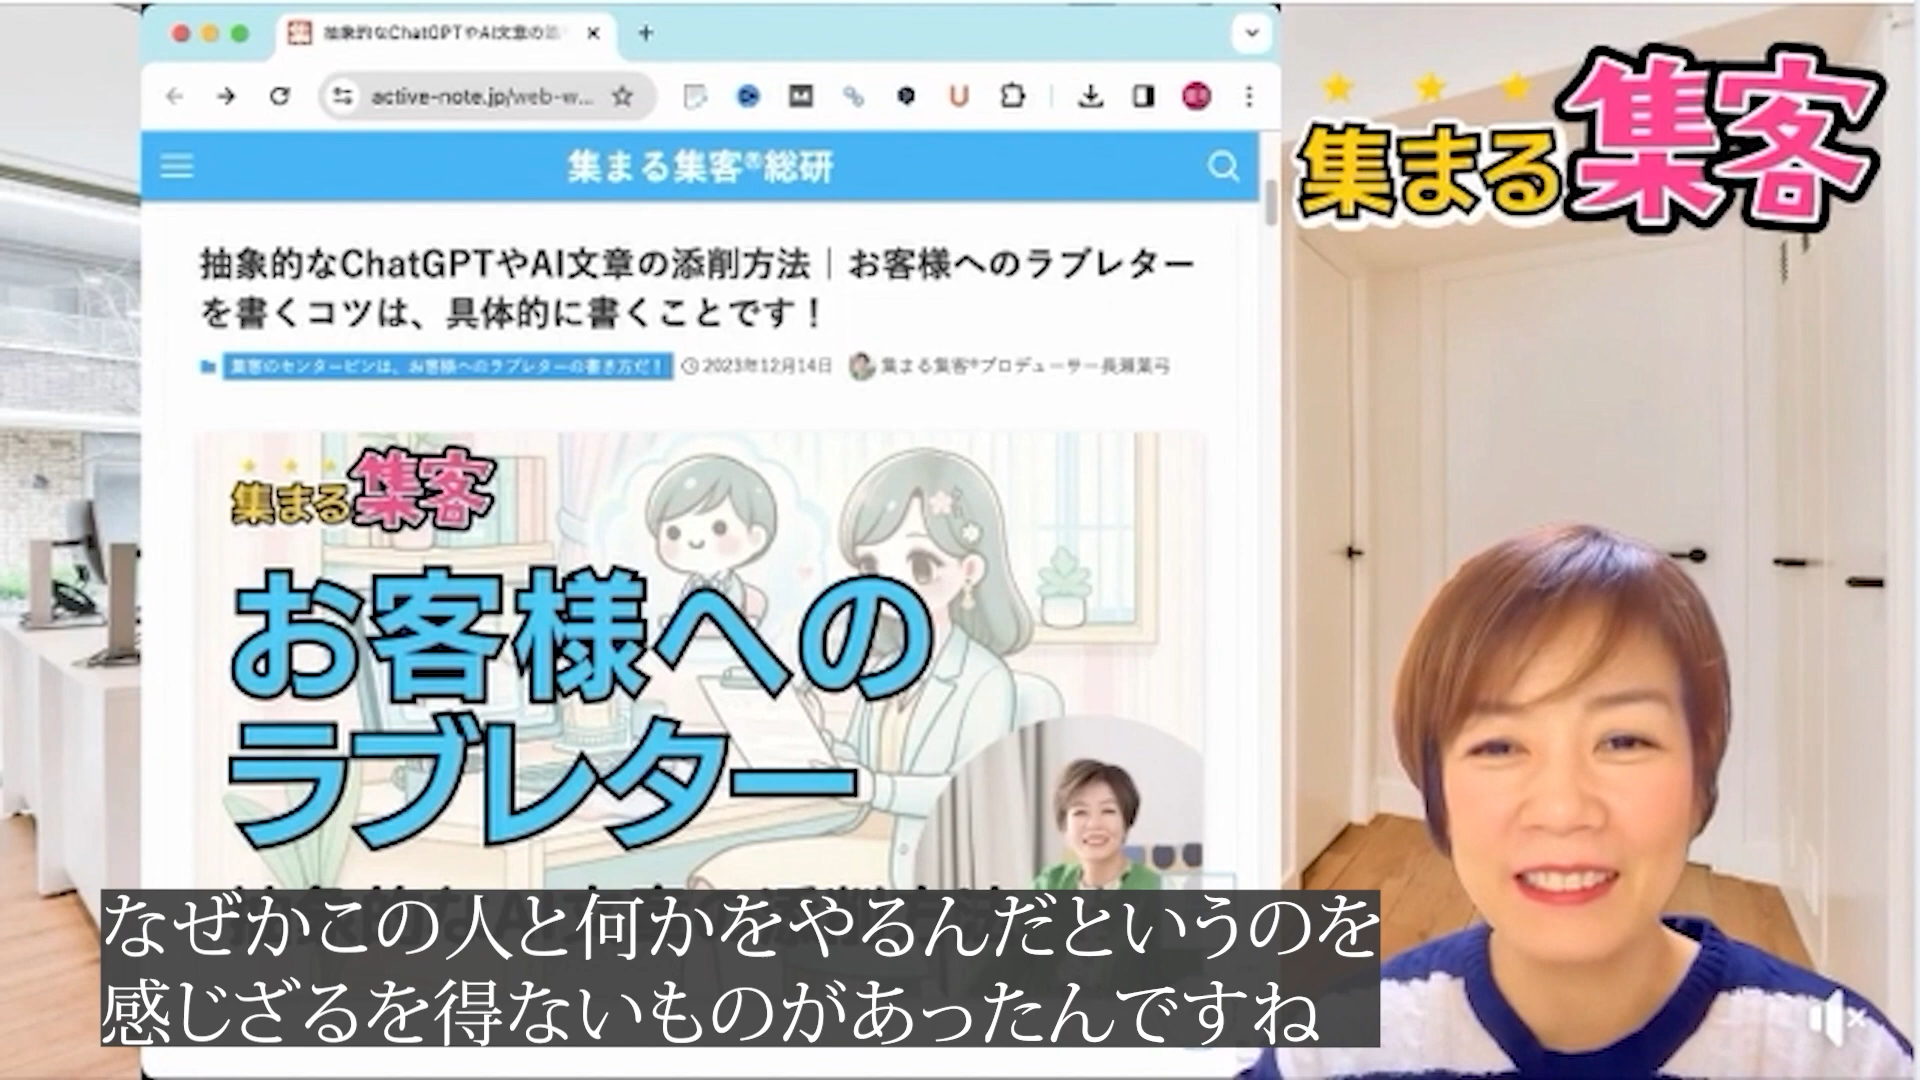 抽象的なChatGPTやAI文章の添
active-note.jp/web-w...
集まる集客®総研
集まる集客
抽象的なChatGPTやAI文章の添削方法｜お客様へのラブレター
を書くコツは、具体的に書くことです！
集客のセンターピンは、お客様へのラブレターの書き方だ！ 2023年12月14日 集まる集客®プロデューサー長瀬葉弓
集まる集客
お客様への
ラブレター
なぜかこの人と何かをやるんだというのを
感じざるを得ないものがあったんですね